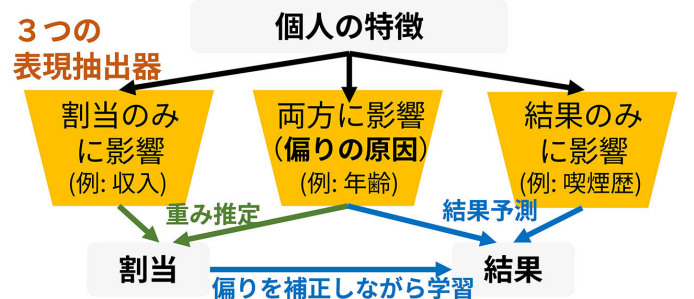 ３つの
表現抽出器
個人の特徴
割当のみ
に影響
(例: 収入)
両方に影響
（偏りの原因）
(例: 年齢)
結果のみ
に影響
(例: 喫煙歴)
重み推定
結果予測
割当
結果
偏りを補正しながら学習